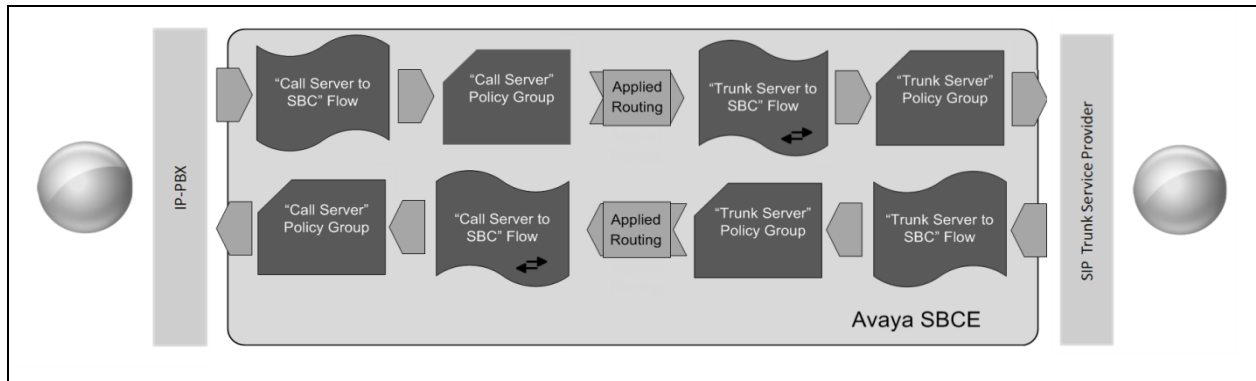 IP-PBX
“Call Server to
SBC” Flow
“Call Server”
Policy Group
Applied
Routing
“Trunk Server to
SBC” Flow
“Trunk Server”
Policy Group
“Call Server”
Policy Group
“Call Server to
SBC” Flow
Applied
Routing
“Trunk Server”
Policy Group
“Trunk Server to
SBC” Flow
Avaya SBCE
SIP Trunk Service Provider